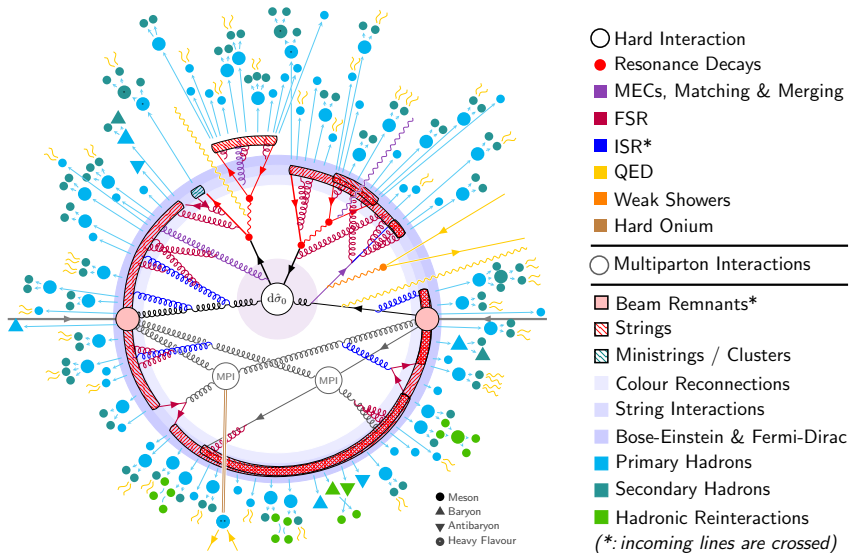 Hard Interaction
Resonance Decays
MECs, Matching & Merging
FSR
ISR*
QED
Weak Showers
Hard Onium
Multiparton Interactions
Beam Remnants*
Strings
Ministrings / Clusters
Colour Reconnections
String Interactions
Bose-Einstein & Fermi-Dirac
Primary Hadrons
Secondary Hadrons
Hadronic Reinteractions
(*: incoming lines are crossed)
dσ̂₀
MPI
MPI
Meson
Baryon
Antibaryon
Heavy Flavour